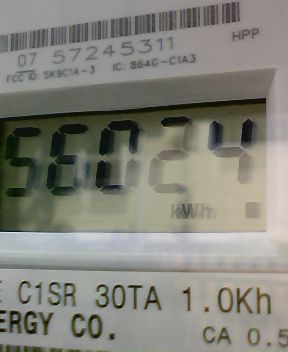 07 57245311
HPP
FCC ID: SK9C1A-3 IC: 864G-C1A3
56024
kWh
C1SR 30TA 1.0Kh
ERGY CO.
CA 0.5